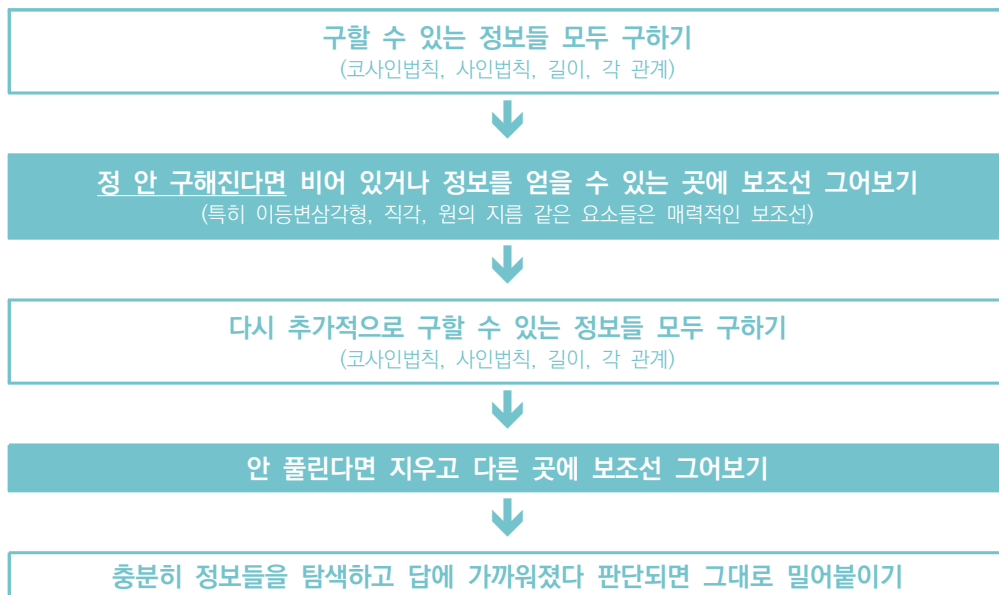 구할 수 있는 정보들 모두 구하기
(코사인법칙, 사인법칙, 길이, 각 관계)
정 안 구해진다면 비어 있거나 정보를 얻을 수 있는 곳에 보조선 그어보기
(특히 이등변삼각형, 직각, 원의 지름 같은 요소들은 매력적인 보조선)
다시 추가적으로 구할 수 있는 정보들 모두 구하기
(코사인법칙, 사인법칙, 길이, 각 관계)
안 풀린다면 지우고 다른 곳에 보조선 그어보기
충분히 정보들을 탐색하고 답에 가까워졌다 판단되면 그대로 밀어붙이기